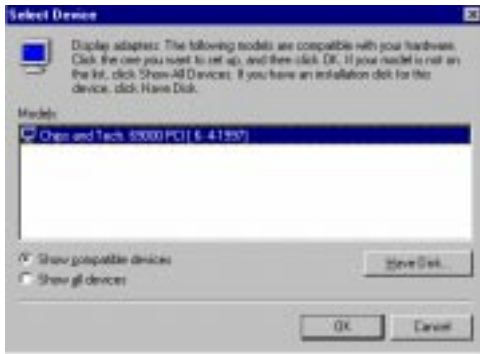 Select Device
Display adapters: The following models are compatible with your hardware.
Click the one you want to set up, and then click OK. If your model is not on
the list, click Show All Devices. If you have an installation disk for this
device, click Have Disk.
Models:
Chips and Tech. 69000 PCI [ 6- 4-1997]
Show compatible devices
Have Disk...
Show all devices
OK
Cancel